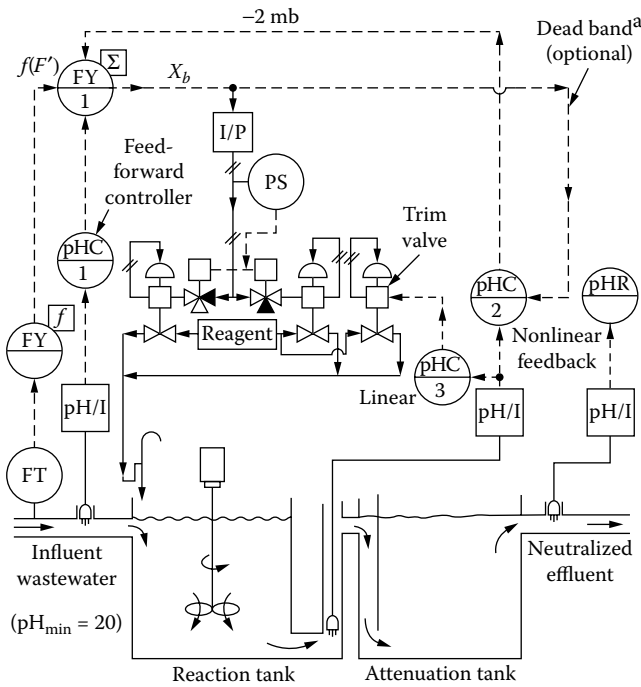 −2 mb
Dead bandᵃ
(optional)
f(F′)
FY
1
Σ
X_b
I/P
PS
Feed-
forward
controller
pHC
1
Trim
valve
pHC
2
pHR
FY
f
Reagent
Nonlinear
feedback
pHC
3
Linear
pH/I
pH/I
pH/I
FT
Influent
wastewater
Neutralized
effluent
(pH_min = 20)
Reaction tank
Attenuation tank